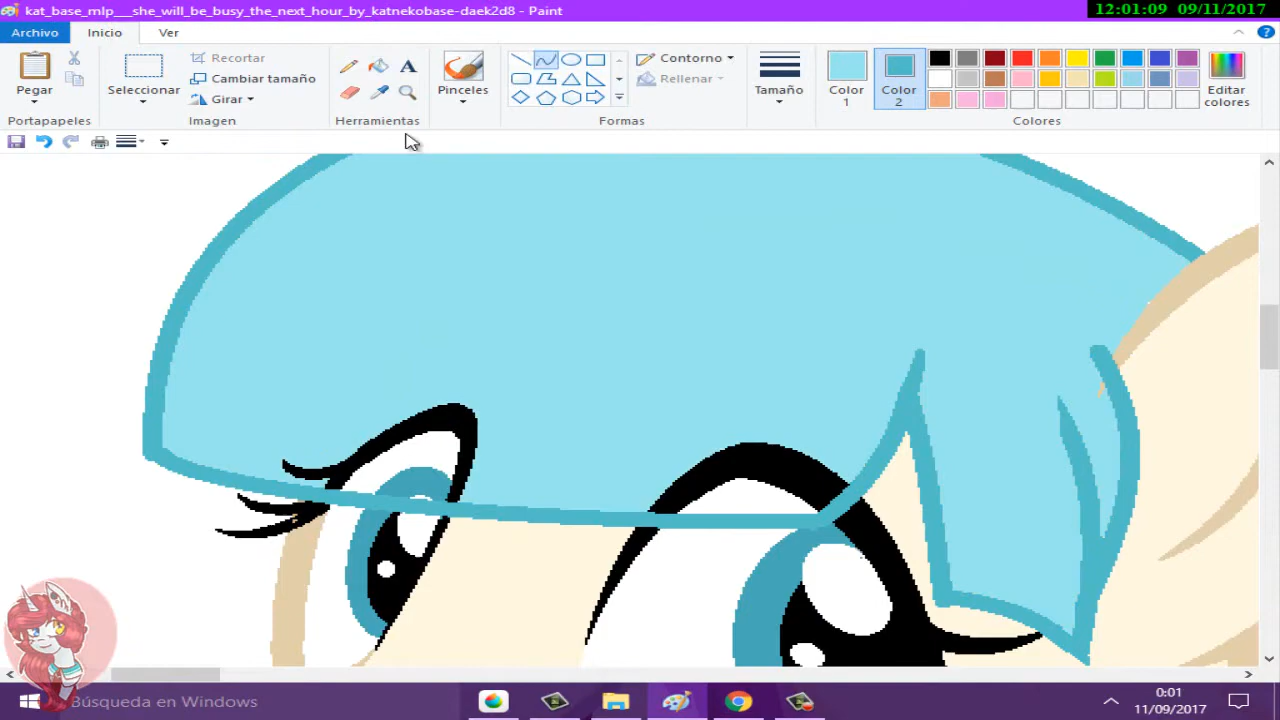 kat_base_mlp___she_will_be_busy_the_next_hour_by_katnekobase-daek2d8 - Paint
12:01:09 09/11/2017
Archivo Inicio Ver
Pegar
Portapapeles
Seleccionar
Recortar
Cambiar tamaño
Girar
Imagen
Herramientas
Pinceles
Contorno
Rellenar
Formas
Tamaño
Color 1
Color 2
Editar colores
Colores
Búsqueda en Windows
0:01
11/09/2017